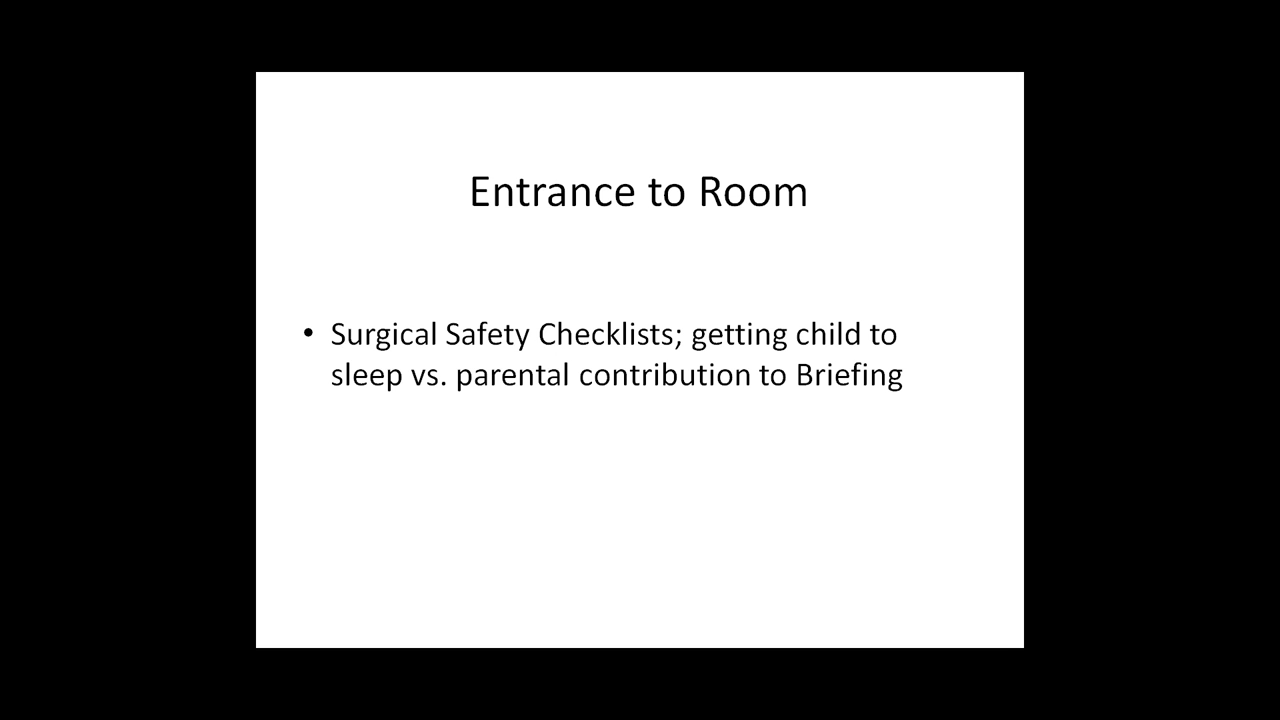 Entrance to Room
• Surgical Safety Checklists; getting child to
sleep vs. parental contribution to Briefing